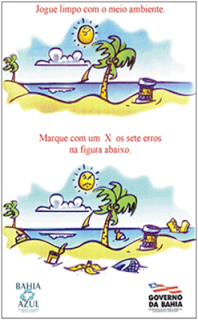 Jogue limpo com o meio ambiente.
Marque com um X os sete erros
na figura abaixo.
BAHIA
AZUL
GOVERNO
DA BAHIA